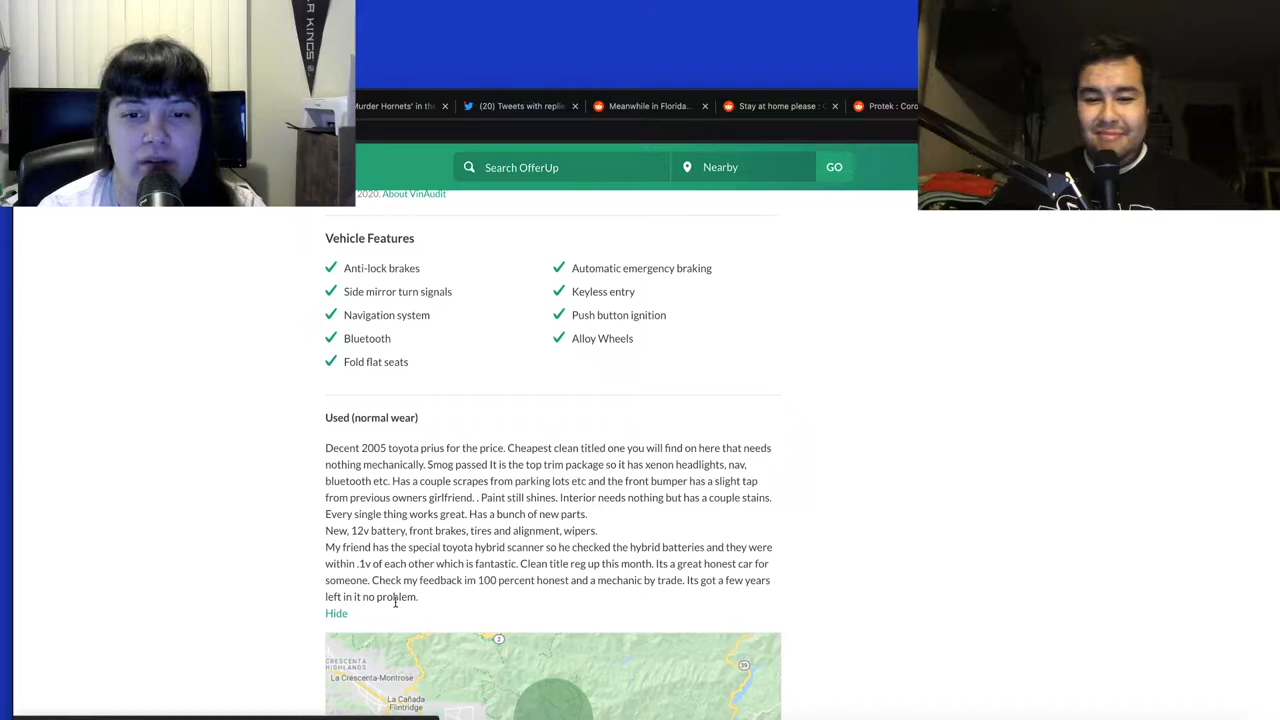 R KINGS
Murder Hornets' in the
(20) Tweets with replie
Meanwhile in Florida...
Stay at home please : C
Protek : Coro
Search OfferUp
Nearby
GO
2020. About VinAudit
Vehicle Features
Anti-lock brakes
Automatic emergency braking
Side mirror turn signals
Keyless entry
Navigation system
Push button ignition
Bluetooth
Alloy Wheels
Fold flat seats
Used (normal wear)
Decent 2005 toyota prius for the price. Cheapest clean titled one you will find on here that needs
nothing mechanically. Smog passed It is the top trim package so it has xenon headlights, nav,
bluetooth etc. Has a couple scrapes from parking lots etc and the front bumper has a slight tap
from previous owners girlfriend. . Paint still shines. Interior needs nothing but has a couple stains.
Every single thing works great. Has a bunch of new parts.
New, 12v battery, front brakes, tires and alignment, wipers.
My friend has the special toyota hybrid scanner so he checked the hybrid batteries and they were
within .1v of each other which is fantastic. Clean title reg up this month. Its a great honest car for
someone. Check my feedback im 100 percent honest and a mechanic by trade. Its got a few years
left in it no problem.
Hide
2
39
CRESCENTA
HIGHLANDS
La Crescenta-Montrose
La Cañada
Flintridge